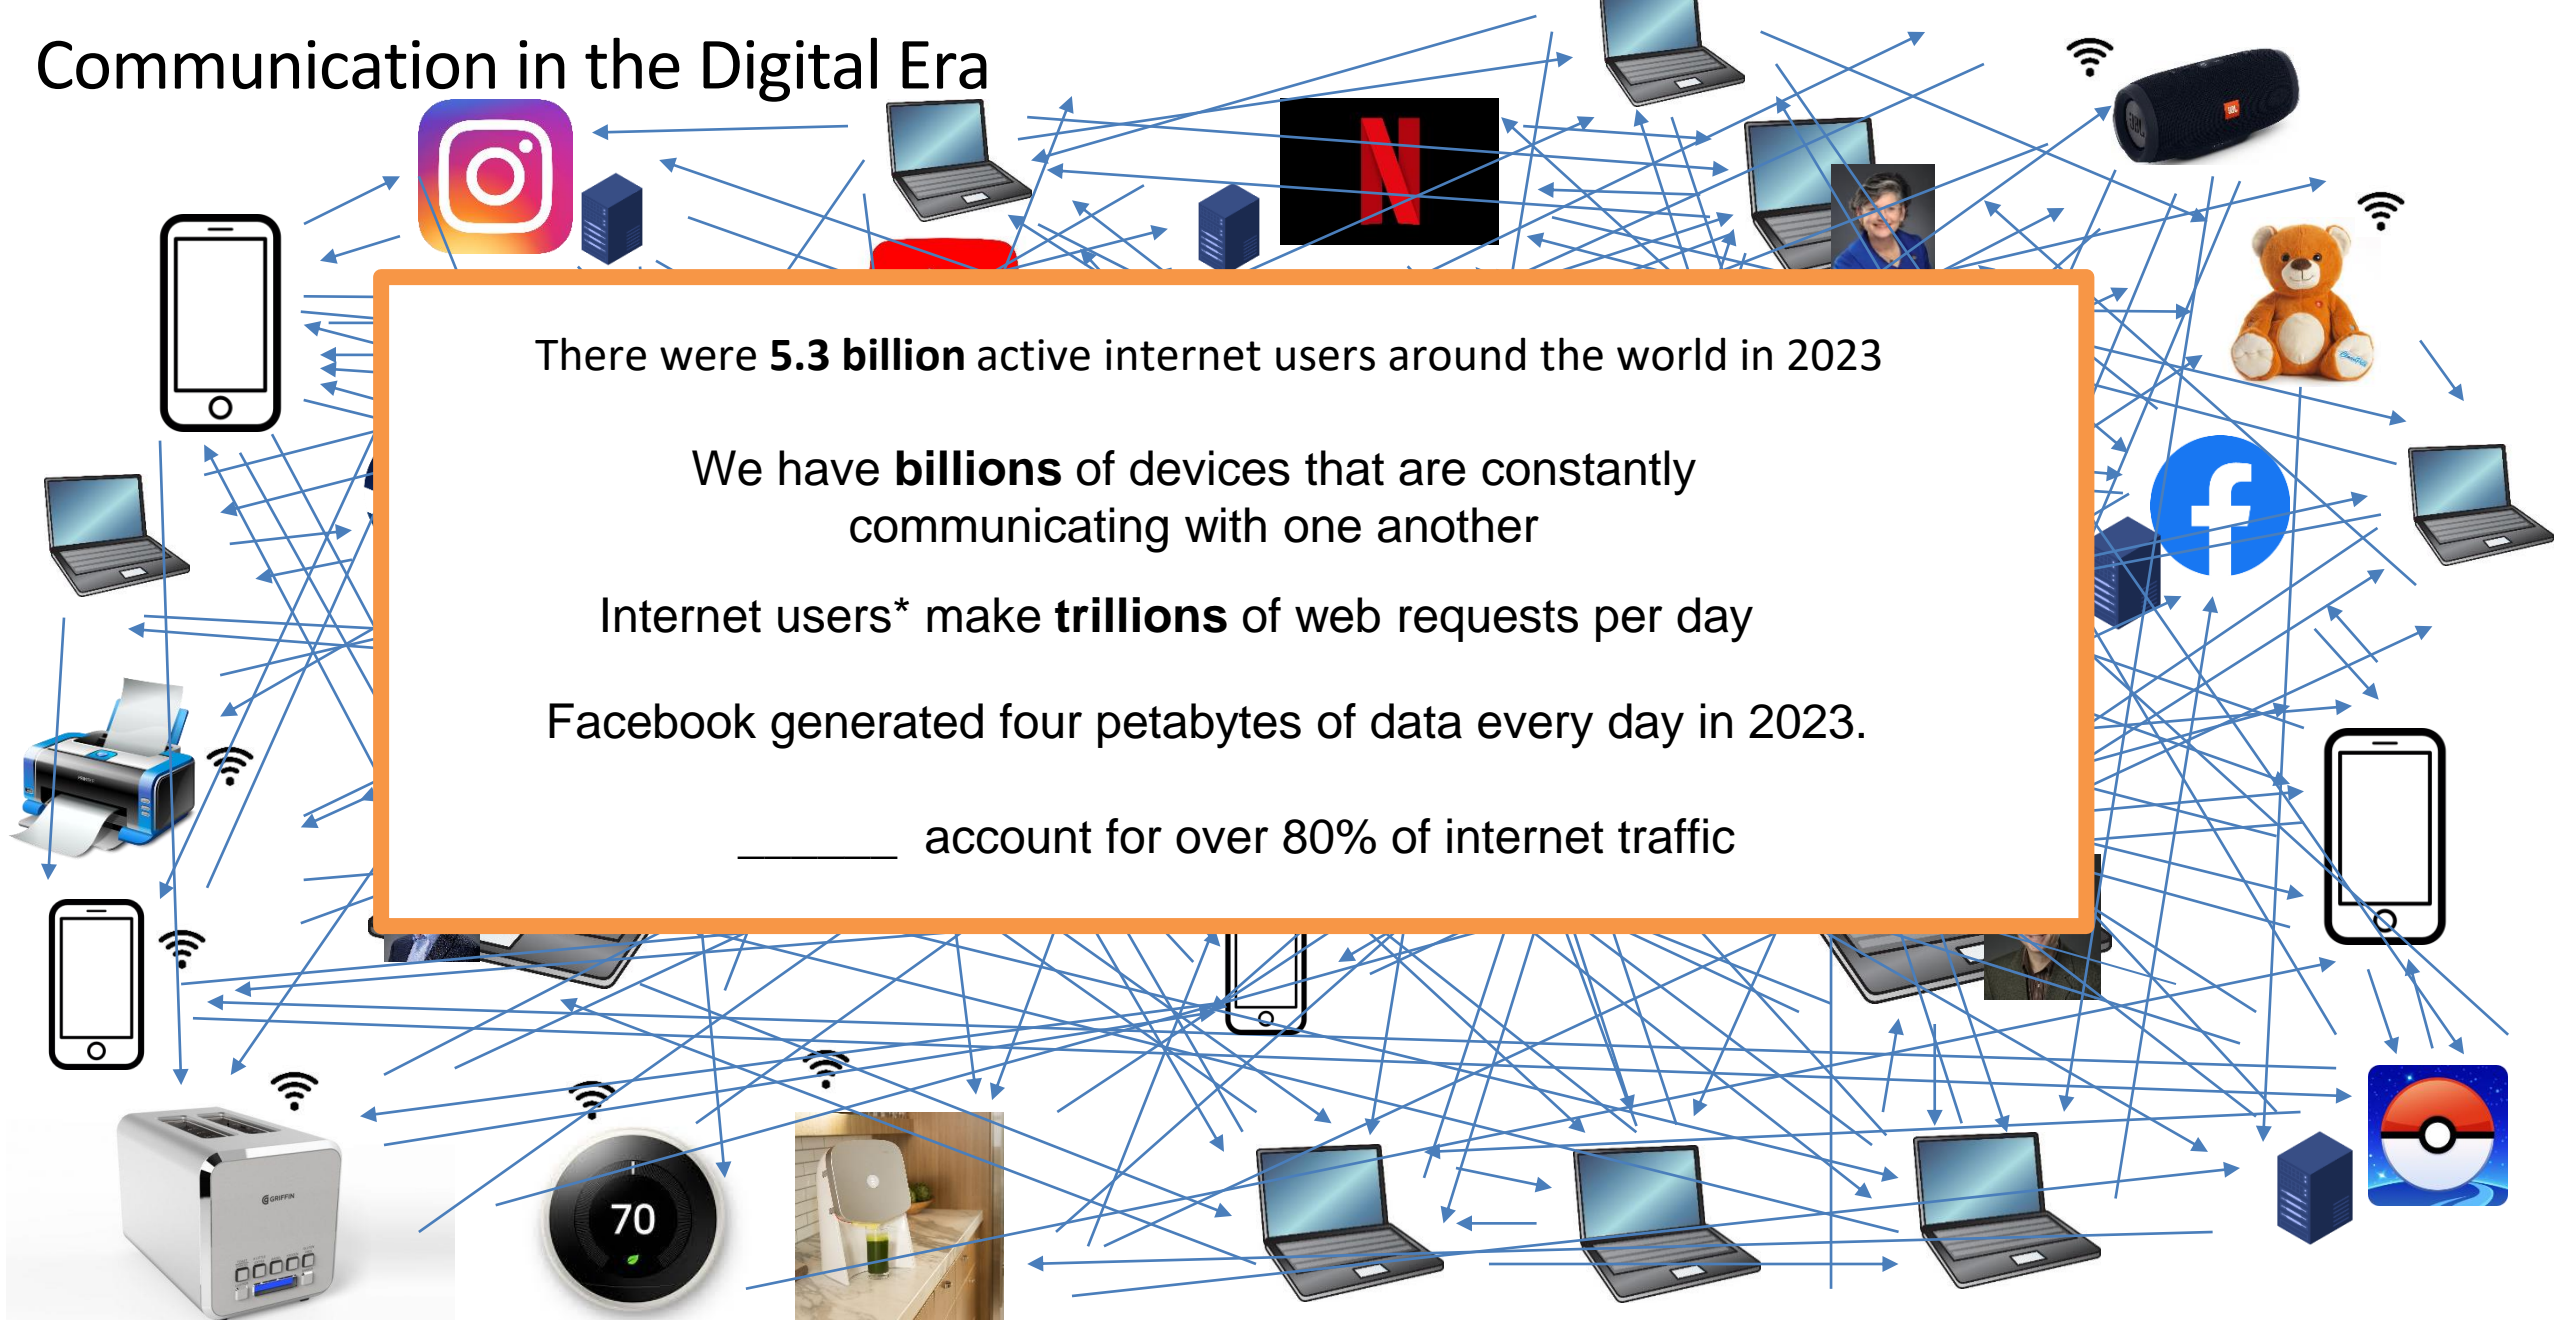 Communication in the Digital Era
JBL
JBL
There were 5.3 billion active internet users around the world in 2023
We have billions of devices that are constantly
communicating with one another
Internet users* make trillions of web requests per day
Facebook generated four petabytes of data every day in 2023.
______ account for over 80% of internet traffic
GRIFFIN
70